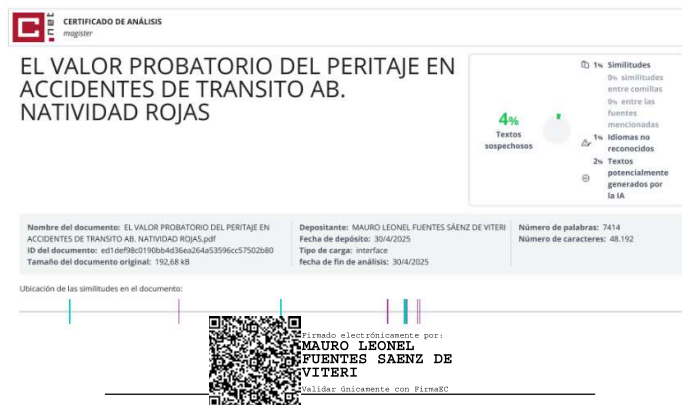 .net
CERTIFICADO DE ANÁLISIS
magister
EL VALOR PROBATORIO DEL PERITAJE EN
ACCIDENTES DE TRANSITO AB.
NATIVIDAD ROJAS
4%
Textos
sospechosos
1% Similitudes
0% similitudes
entre comillas
0% entre las
fuentes
mencionadas
1% Idiomas no
reconocidos
2% Textos
potencialmente
generados por
la IA
Nombre del documento: EL VALOR PROBATORIO DEL PERITAJE EN
ACCIDENTES DE TRANSITO AB. NATIVIDAD ROJAS.pdf
ID del documento: ed1def98c0190bb4d36ea264a53596cc57502b80
Tamaño del documento original: 192,68 kB
Depositante: MAURO LEONEL FUENTES SÁENZ DE VITERI
Fecha de depósito: 30/4/2025
Tipo de carga: interface
fecha de fin de análisis: 30/4/2025
Número de palabras: 7414
Número de caracteres: 48.192
Ubicación de las similitudes en el documento:
Firmado electrónicamente por:
MAURO LEONEL
FUENTES SAENZ DE
VITERI
Validar únicamente con FirmaEC